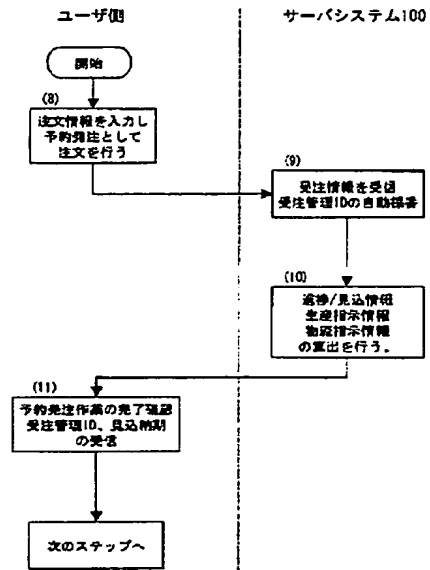 ユーザ側
サーバシステム100
開始
(8)
注文情報を入力し
予約発注として
注文を行う
(9)
発注情報を受信
受注管理IDの自動採番
(10)
進捗/見込情報
生産指示情報
物流指示情報
の算出を行う。
(11)
予約発注作業の完了確認
受注管理ID、見込納期
の受信
次のステップへ